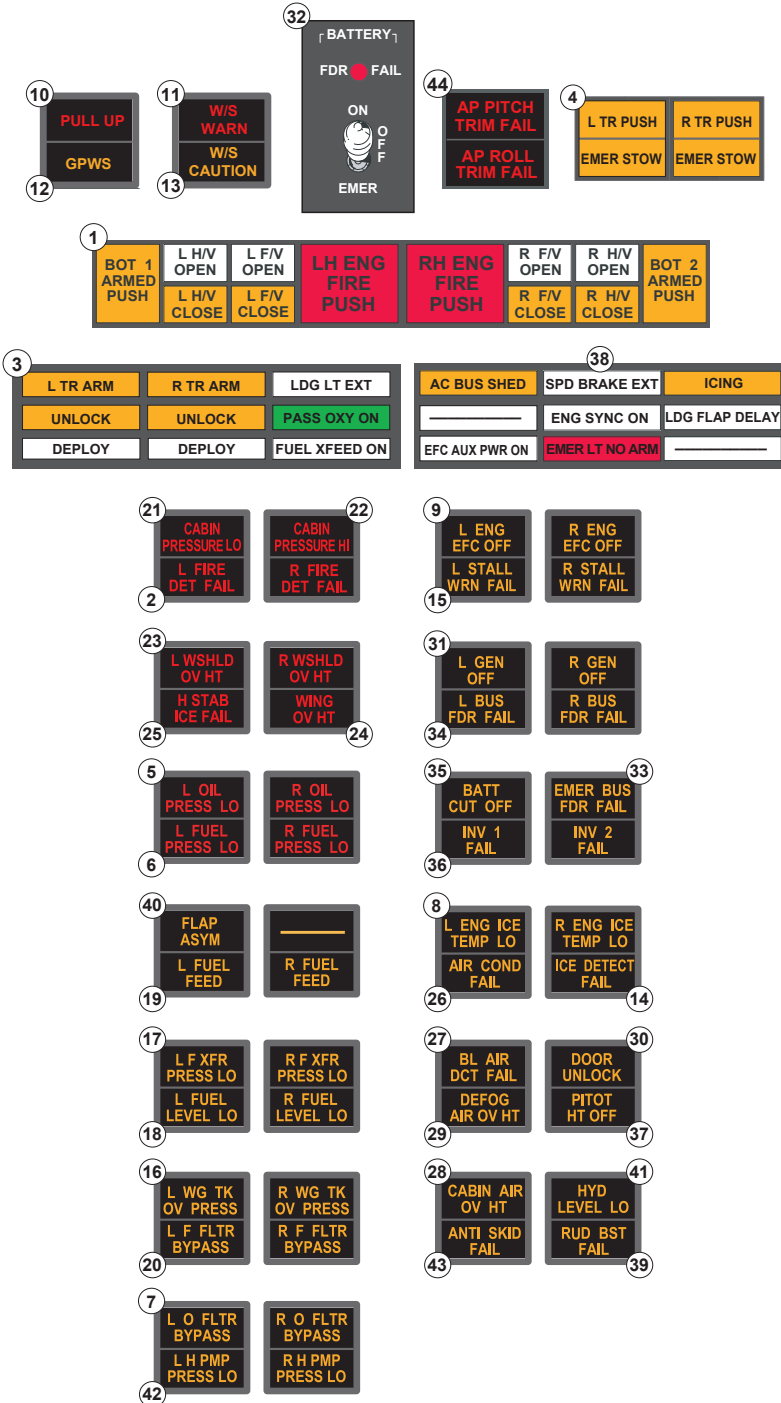 32
BATTERY
FDR FAIL
ON
OFF
EMER
10
PULL UP
GPWS
12
11
W/S
WARN
W/S
CAUTION
13
44
AP PITCH
TRIM FAIL
AP ROLL
TRIM FAIL
4
L TR PUSH
R TR PUSH
EMER STOW
EMER STOW
1
BOT 1
ARMED
PUSH
L H/V
OPEN
L F/V
OPEN
L H/V
CLOSE
L F/V
CLOSE
LH ENG
FIRE
PUSH
RH ENG
FIRE
PUSH
R F/V
OPEN
R H/V
OPEN
R F/V
CLOSE
R H/V
CLOSE
BOT 2
ARMED
PUSH
3
L TR ARM
R TR ARM
LDG LT EXT
UNLOCK
UNLOCK
PASS OXY ON
DEPLOY
DEPLOY
FUEL XFEED ON
38
AC BUS SHED
SPD BRAKE EXT
ICING
ENG SYNC ON
LDG FLAP DELAY
EFC AUX PWR ON
EMER LT NO ARM
21
CABIN
PRESSURE LO
L FIRE
DET FAIL
2
22
CABIN
PRESSURE HI
R FIRE
DET FAIL
9
L ENG
EFC OFF
L STALL
WRN FAIL
15
R ENG
EFC OFF
R STALL
WRN FAIL
23
L WSHLD
OV HT
H STAB
ICE FAIL
25
R WSHLD
OV HT
WING
OV HT
24
31
L GEN
OFF
L BUS
FDR FAIL
34
R GEN
OFF
R BUS
FDR FAIL
5
L OIL
PRESS LO
L FUEL
PRESS LO
6
R OIL
PRESS LO
R FUEL
PRESS LO
35
BATT
CUT OFF
INV 1
FAIL
36
33
EMER BUS
FDR FAIL
INV 2
FAIL
40
FLAP
ASYM
L FUEL
FEED
19
R FUEL
FEED
8
L ENG ICE
TEMP LO
AIR COND
FAIL
26
R ENG ICE
TEMP LO
ICE DETECT
FAIL
14
17
L F XFR
PRESS LO
L FUEL
LEVEL LO
18
R F XFR
PRESS LO
R FUEL
LEVEL LO
27
BL AIR
DCT FAIL
DEFOG
AIR OV HT
29
30
DOOR
UNLOCK
PITOT
HT OFF
37
16
L WG TK
OV PRESS
L F FLTR
BYPASS
20
R WG TK
OV PRESS
R F FLTR
BYPASS
28
CABIN AIR
OV HT
ANTI SKID
FAIL
43
41
HYD
LEVEL LO
RUD BST
FAIL
39
7
L O FLTR
BYPASS
L H PMP
PRESS LO
42
R O FLTR
BYPASS
R H PMP
PRESS LO